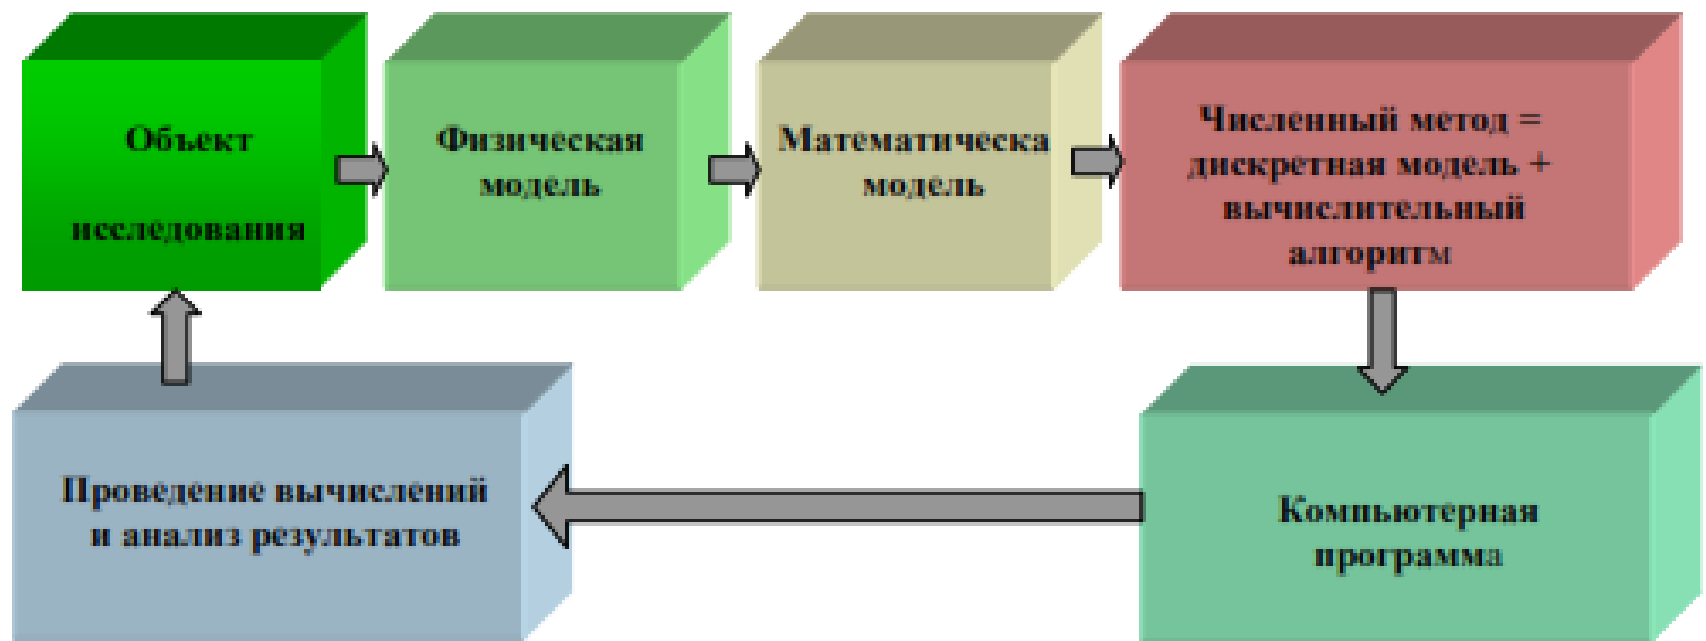 Объект
исследования
Физическая
модель
Математическа
модель
Численный метод =
дискретная модель +
вычислительный
алгоритм
Компьютерная
программа
Проведение вычислений
и анализ результатов